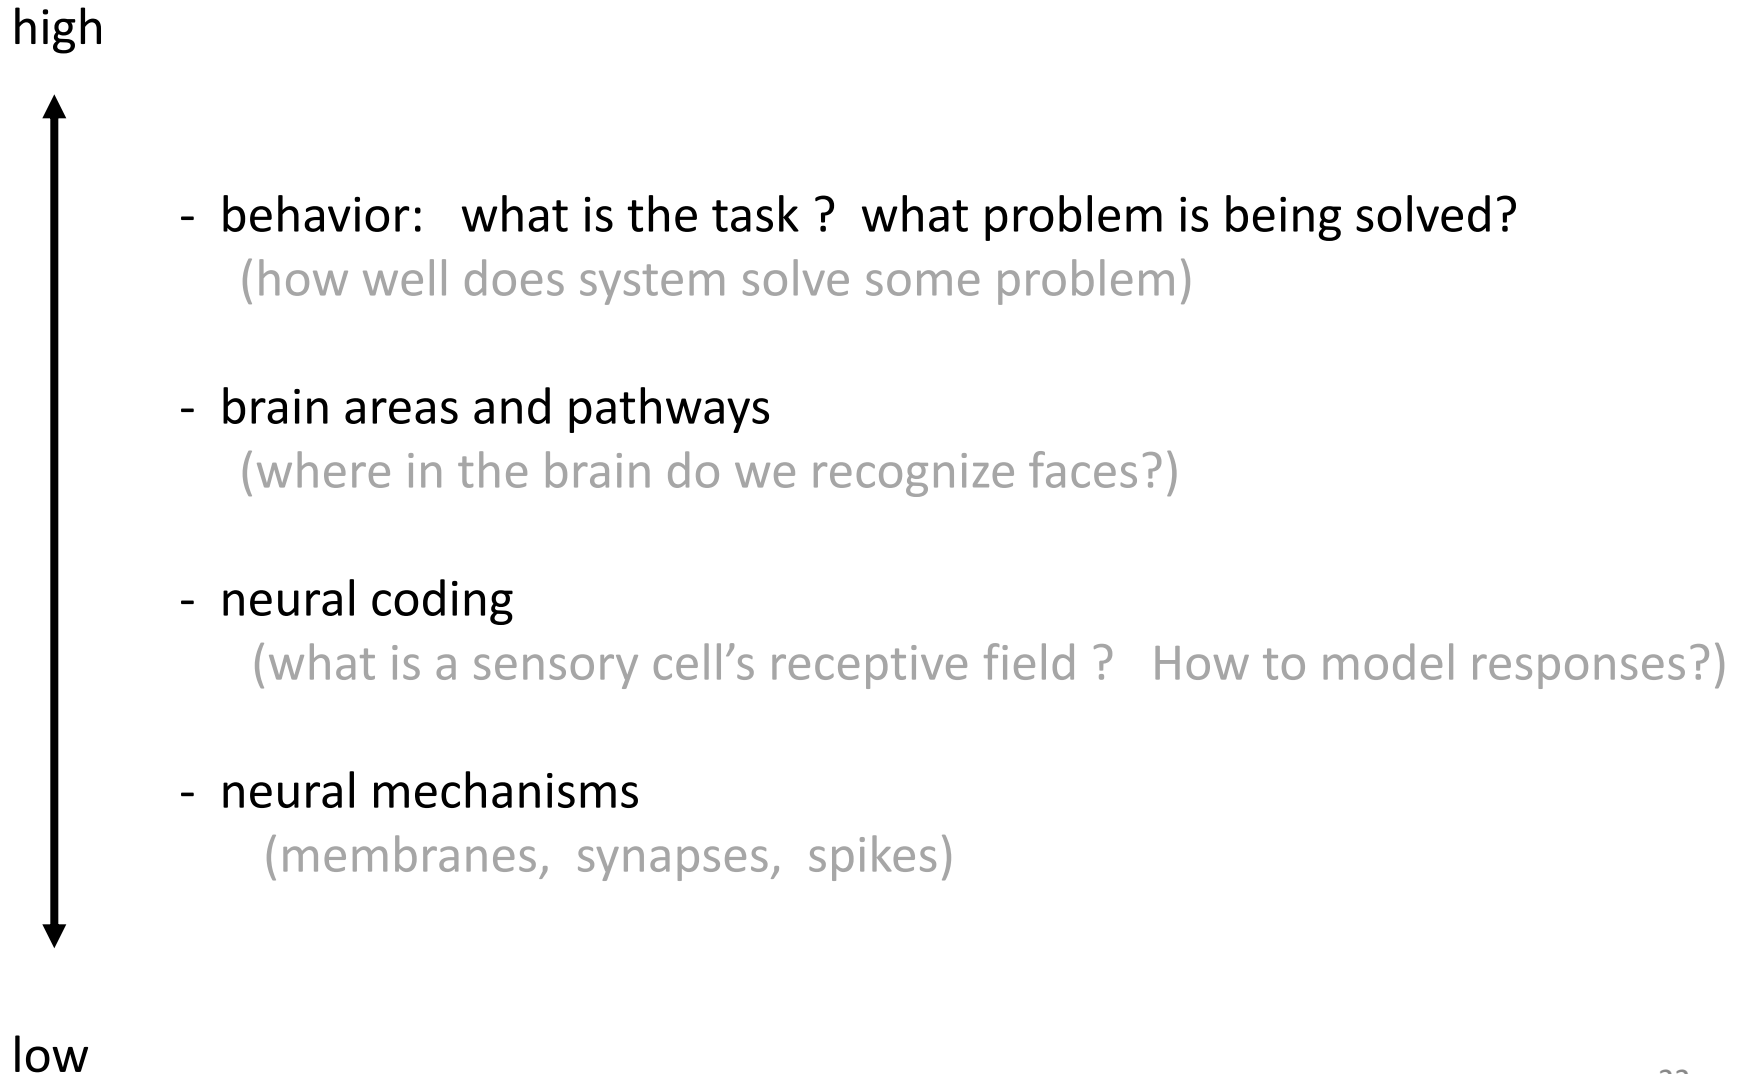 high
- behavior: what is the task ? what problem is being solved?
(how well does system solve some problem)
- brain areas and pathways
(where in the brain do we recognize faces?)
- neural coding
(what is a sensory cell’s receptive field ? How to model responses?)
- neural mechanisms
(membranes, synapses, spikes)
low